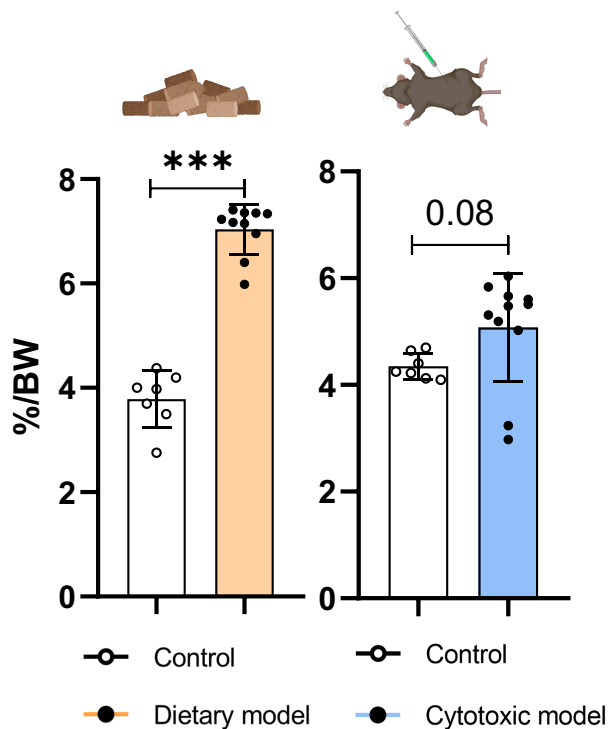 ***
0.08
8
6
4
2
0
%/BW
8
6
4
2
0
Control
Dietary model
Control
Cytotoxic model